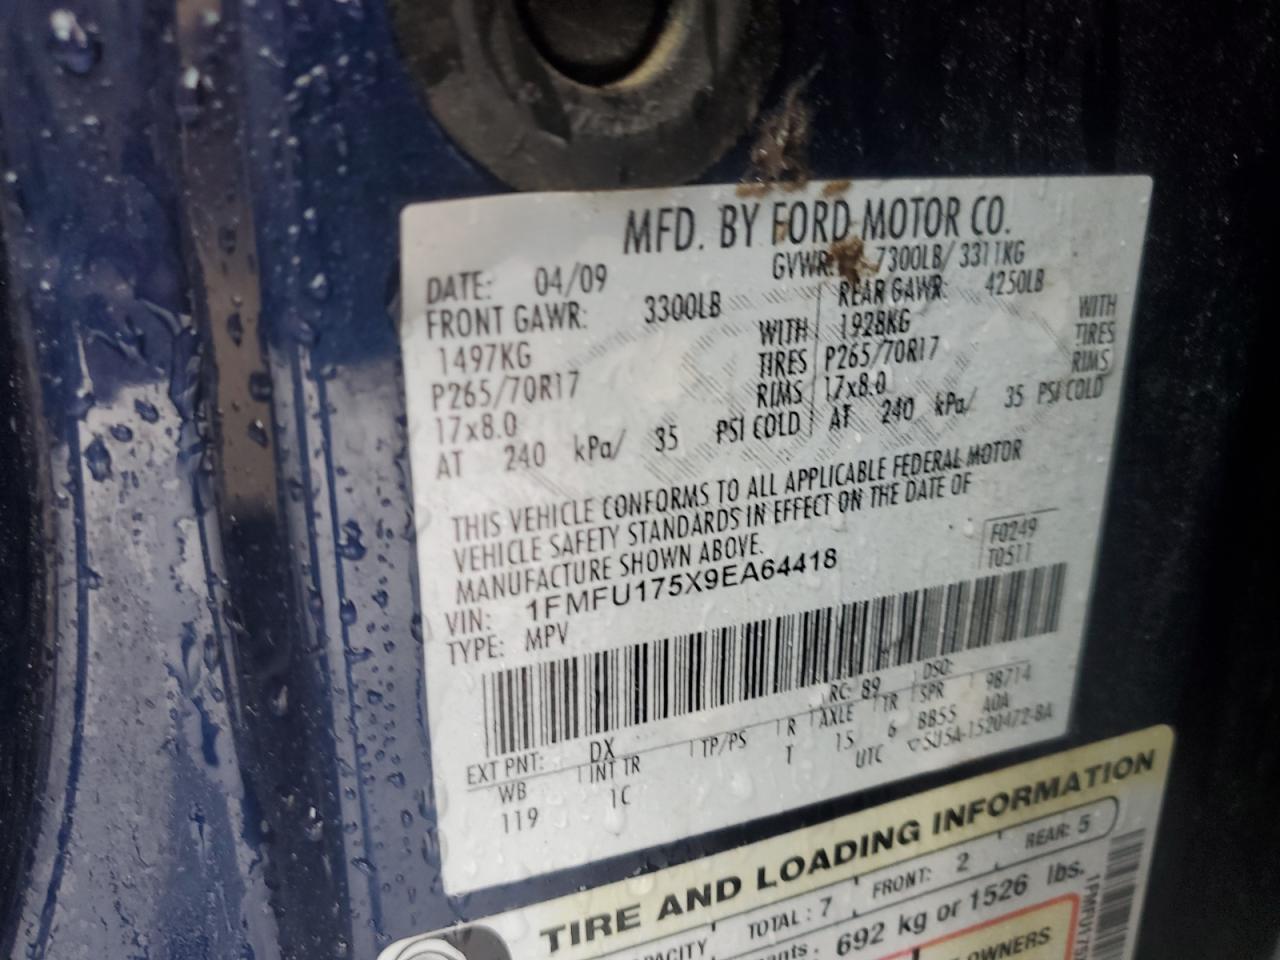 MFD. BY FORD MOTOR CO.
DATE: 04/09 GVWR: 7300LB/ 3311KG
FRONT GAWR: 3300LB REAR GAWR: 4250LB
1497KG WITH 1928KG WITH
P265/70R17 TIRES P265/70R17 TIRES
17x8.0 RIMS 17x8.0 RIMS
AT 240 kPa/ 35 PSI COLD AT 240 kPa/ 35 PSI COLD
THIS VEHICLE CONFORMS TO ALL APPLICABLE FEDERAL MOTOR
VEHICLE SAFETY STANDARDS IN EFFECT ON THE DATE OF
MANUFACTURE SHOWN ABOVE.
F0249
T0511
VIN: 1FMFU175X9EA64418
TYPE: MPV
EXT PNT: DX RC: 89 DSO:
WB INT TR TP/PS R AXLE TR SPR 98714
119 1C T 15 6 BB55 A0A
UTC
TIRE AND LOADING INFORMATION
TOTAL : 7 FRONT: 2 REAR: 5
692 kg or 1526 lbs.
OWNERS